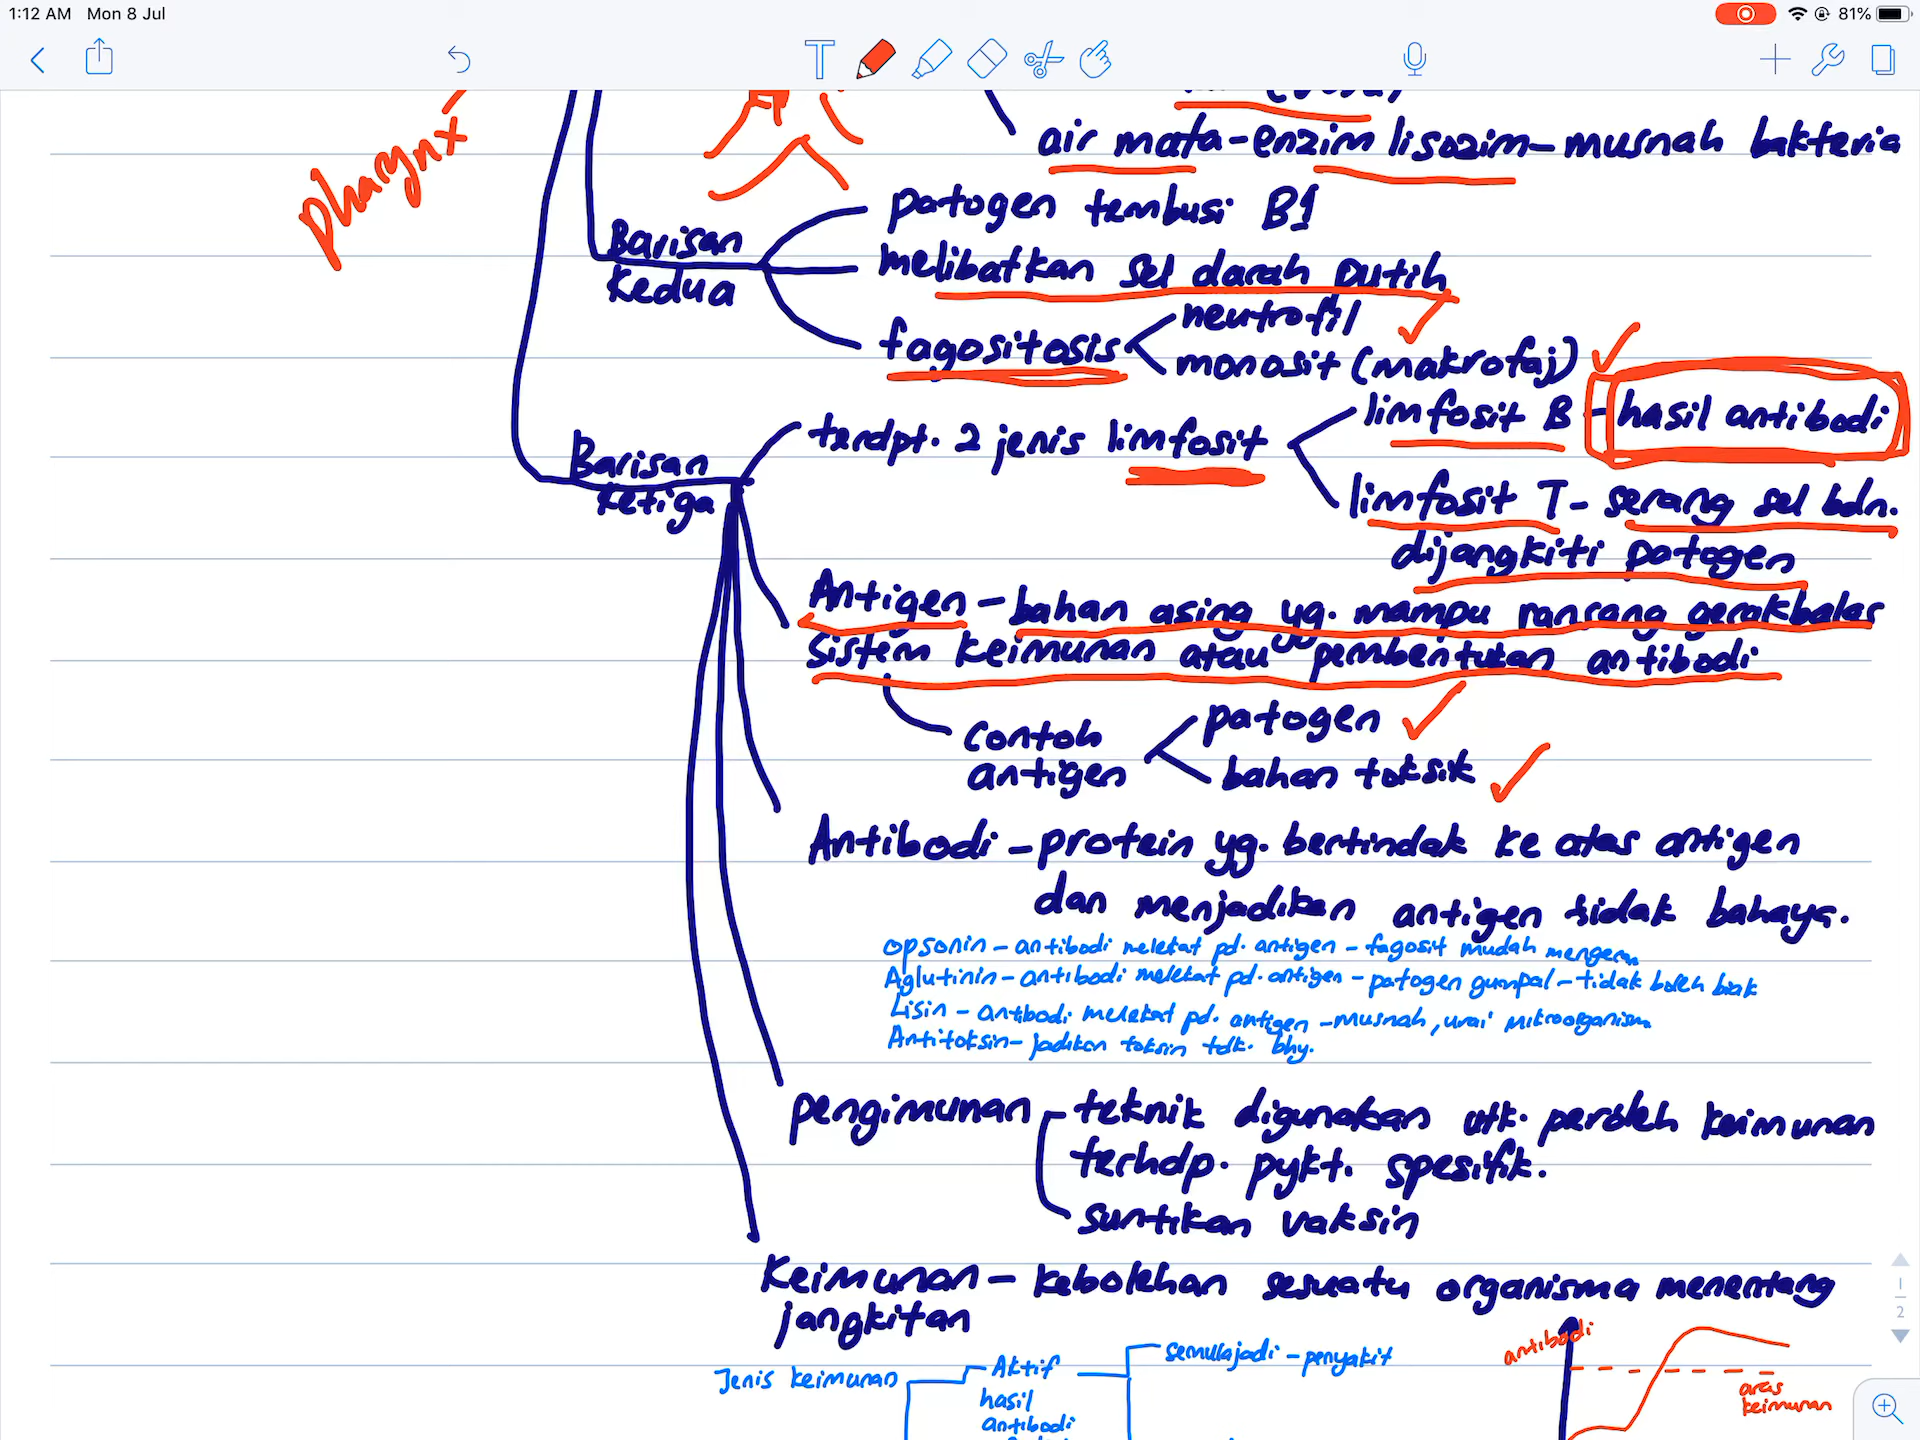 1:12 AM Mon 8 Jul
81%
air mata-enzim lisozim-musnah bakteria
pharynx
patogen tembusi B1
Barisan
Kedua
melibatkan sel darah putih
fagositosis
neutrofil
monosit (makrofaj)
Barisan
Ketiga
terdpt. 2 jenis limfosit
limfosit B - hasil antibodi
limfosit T- serang sel bdn.
dijangkiti patogen
Antigen - bahan asing yg. mampu ransang gerakbalas
sistem keimunan atau pembentukan antibodi
contoh
antigen
patogen
bahan toksik
Antibodi - protein yg. bertindak ke atas antigen
dan menjadikan antigen tidak bahaya.
opsonin - antibodi melekat pd. antigen - fagosit mudah
Aglutinin - antibodi melekat pd. antigen - patogen gumpal - tidak boleh biak
Lisin - antibodi melekat pd. antigen - musnah, urai mikroorganisma
Antitoksin - jadikan toksin tdk. bhy.
pengimunan - teknik digunakan utk. peroleh keimunan
terhdp. pykt. spesifik.
suntikan vaksin
Keimunan - kebolehan sesuatu organisma menentang
jangkitan
Jenis keimunan
Aktif
hasil
antibodi
semulajadi - penyakit
antibodi
aras
keimunan
1
2